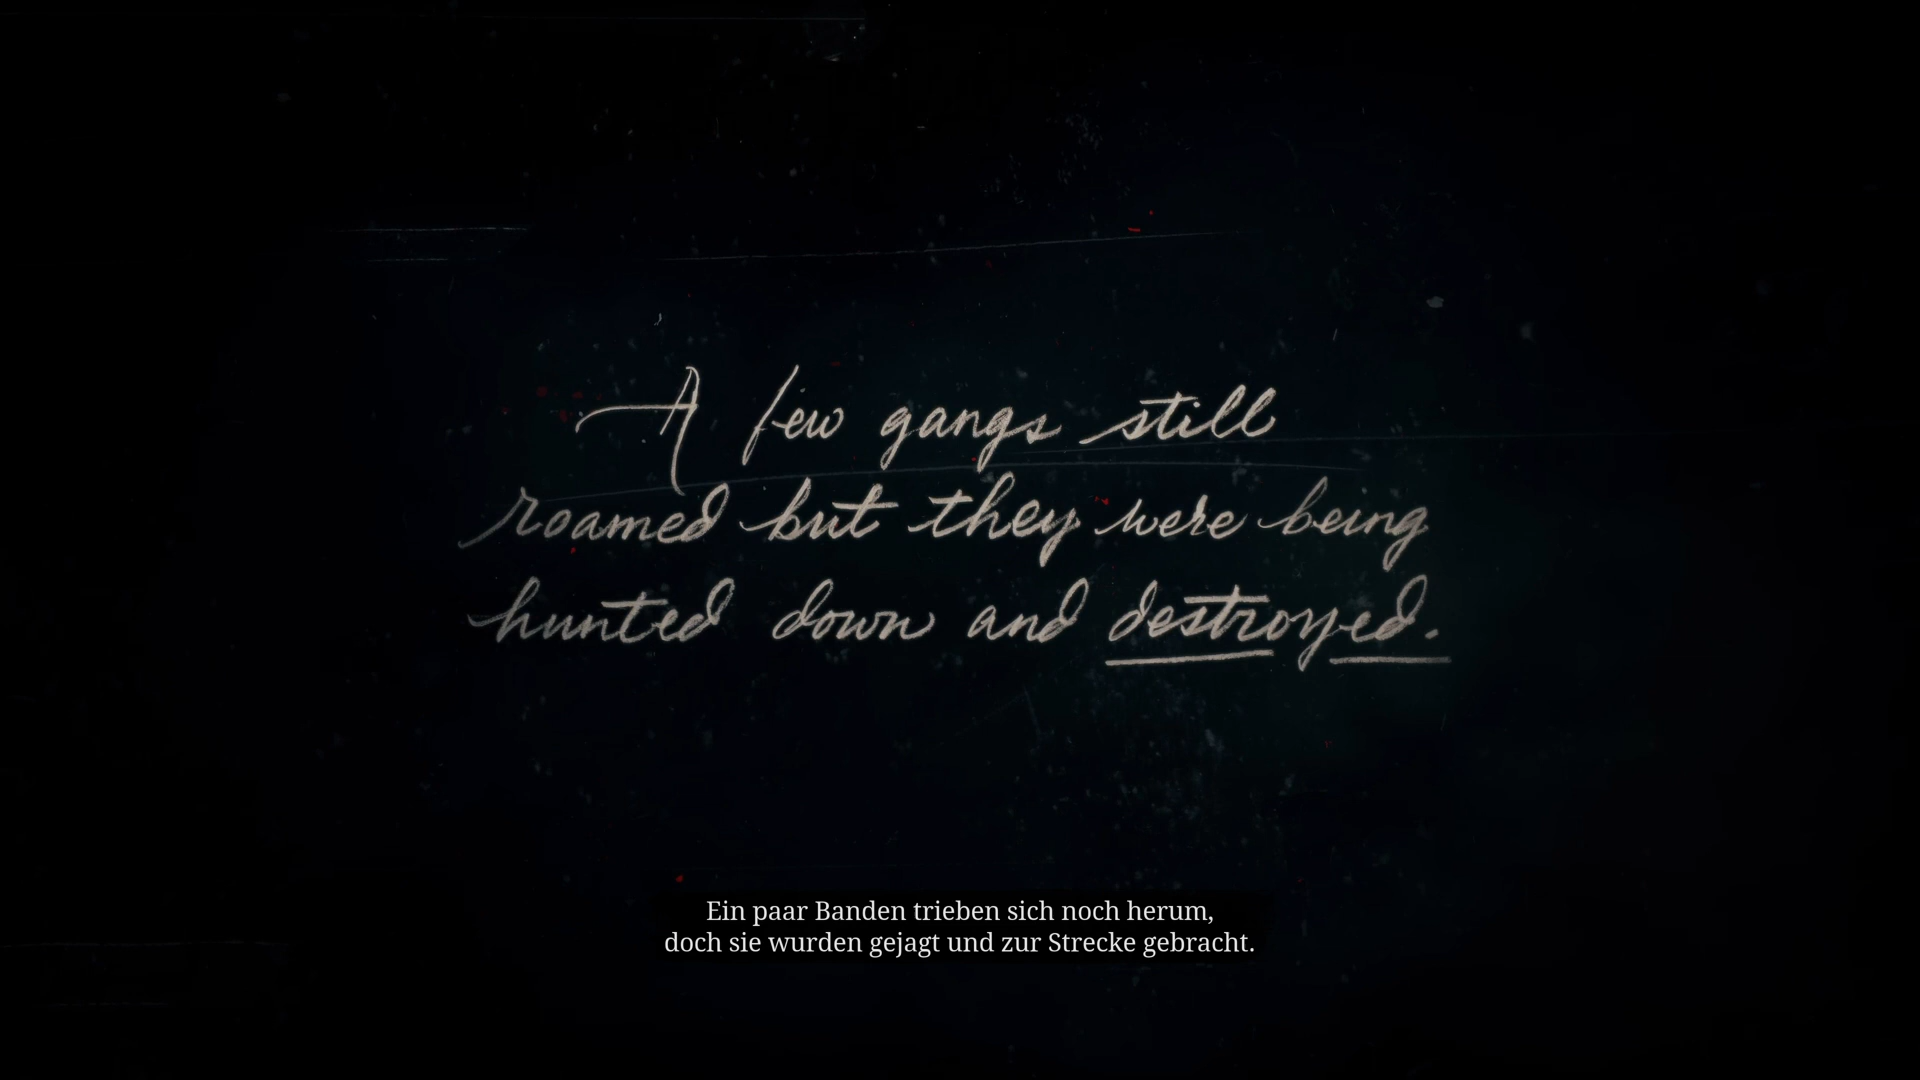 A few gangs still
roamed but they were being
hunted down and destroyed.
Ein paar Banden trieben sich noch herum,
doch sie wurden gejagt und zur Strecke gebracht.